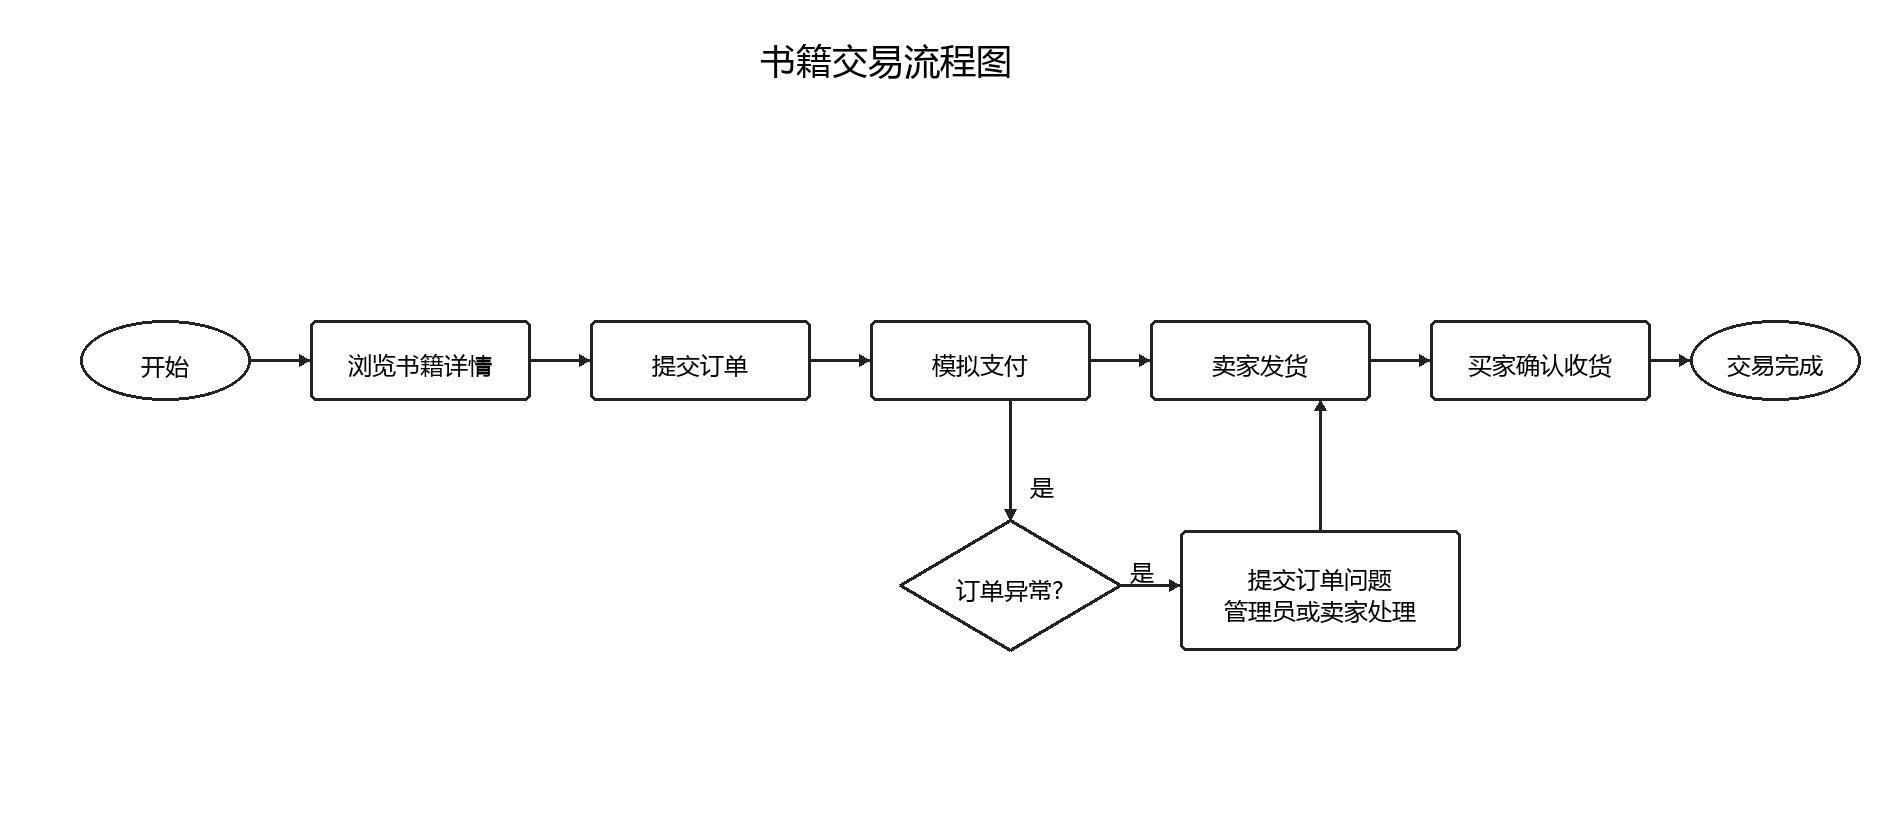 书籍交易流程图
开始
浏览书籍详情
提交订单
模拟支付
卖家发货
买家确认收货
交易完成
是
订单异常?
是
提交订单问题
管理员或卖家处理